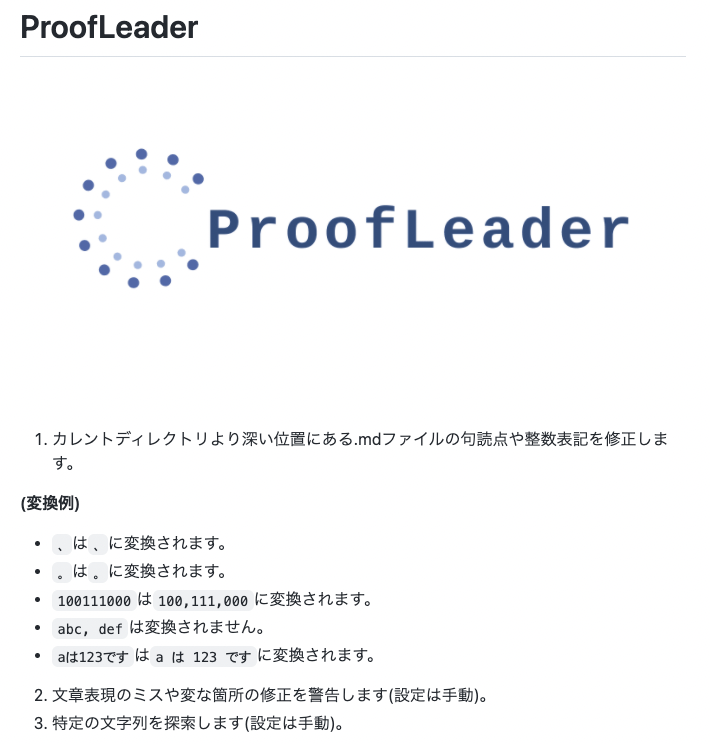 ProofLeader
ProofLeader
1. カレントディレクトリより深い位置にある.mdファイルの句読点や整数表記を修正しま
す。
(変換例)
• 、は、に変換されます。
• 。は。に変換されます。
• 100111000 は 100,111,000 に変換されます。
• abc, def は変換されません。
• aは123です は a は 123 です に変換されます。
2. 文章表現のミスや変な箇所の修正を警告します(設定は手動)。
3. 特定の文字列を探索します(設定は手動)。